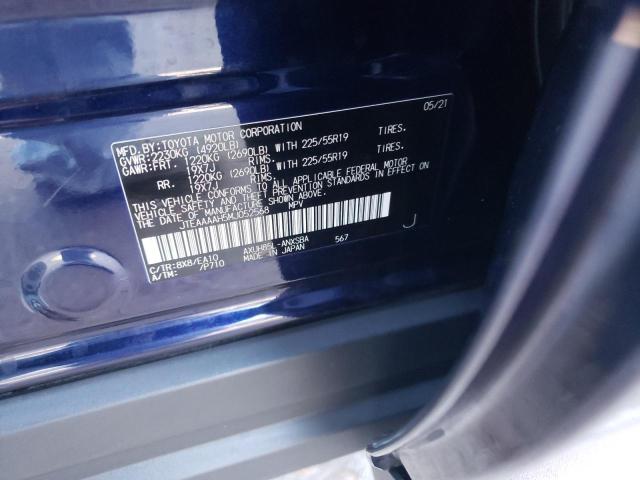 05/21
MFD.BY:TOYOTA MOTOR CORPORATION
GVWR:2230KG (4920LB)
GAWR:FRT. 1220KG (2690LB) WITH 225/55R19 TIRES.
19X7J RIMS.
RR. 1220KG (2690LB) WITH 225/55R19 TIRES.
19X7J RIMS.
THIS VEHICLE CONFORMS TO ALL APPLICABLE FEDERAL MOTOR
VEHICLE SAFETY AND BUMPER STANDARDS IN EFFECT ON THE
DATE OF MANUFACTURE SHOWN ABOVE.
JTEAAAAH5MJ052568 MPV
AXUH85L-ANXSBA 567
C/TR:8X8/EA10 MADE IN JAPAN
A/TM: /P710
J